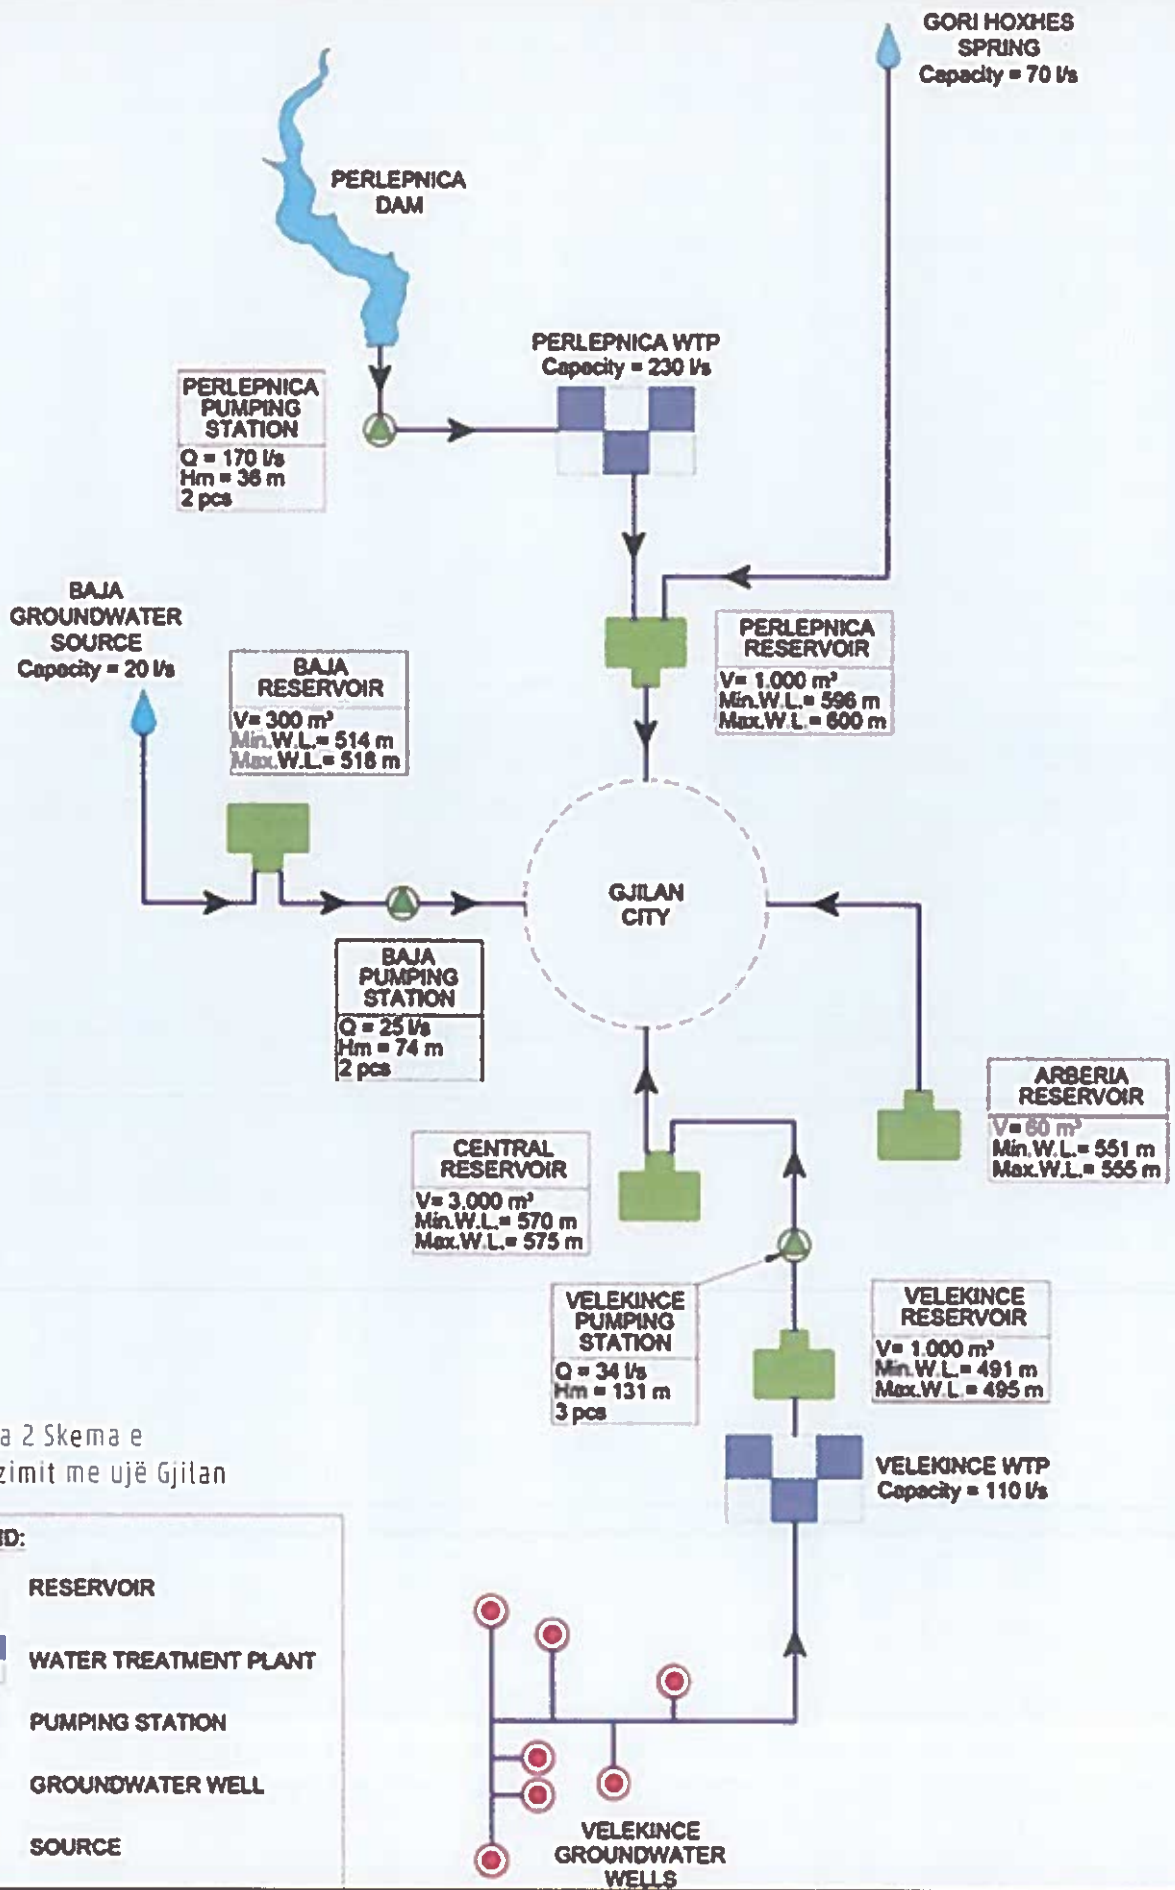 GORI HOXHES
SPRING
Capacity = 70 l/s
PERLEPNICA
DAM
PERLEPNICA WTP
Capacity = 230 l/s
PERLEPNICA
PUMPING
STATION
Q = 170 l/s
Hm = 36 m
2 pcs
BAJA
GROUNDWATER
SOURCE
Capacity = 20 l/s
BAJA
RESERVOIR
V= 300 m³
Min.W.L.= 514 m
Max.W.L.= 518 m
PERLEPNICA
RESERVOIR
V= 1.000 m³
Min.W.L.= 596 m
Max.W.L.= 600 m
GJILAN
CITY
BAJA
PUMPING
STATION
Q = 25 l/s
Hm = 74 m
2 pcs
ARBERIA
RESERVOIR
V= 60 m³
Min.W.L.= 551 m
Max.W.L.= 555 m
CENTRAL
RESERVOIR
V= 3.000 m³
Min.W.L.= 570 m
Max.W.L.= 575 m
VELEKINCE
PUMPING
STATION
Q = 34 l/s
Hm = 131 m
3 pcs
VELEKINCE
RESERVOIR
V= 1.000 m³
Min.W.L.= 491 m
Max.W.L = 495 m
VELEKINCE WTP
Capacity = 110 l/s
a 2 Skema e
zimit me ujë Gjilan
ND:
RESERVOIR
WATER TREATMENT PLANT
PUMPING STATION
GROUNDWATER WELL
SOURCE
VELEKINCE
GROUNDWATER
WELLS